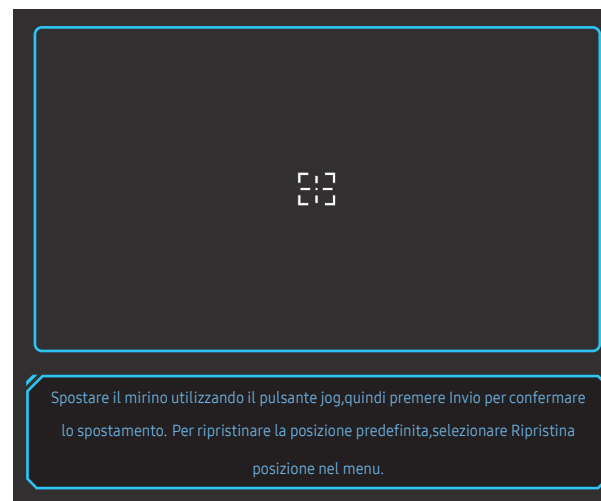 Spostare il mirino utilizzando il pulsante jog,quindi premere Invio per confermare
lo spostamento. Per ripristinare la posizione predefinita,selezionare Ripristina
posizione nel menu.